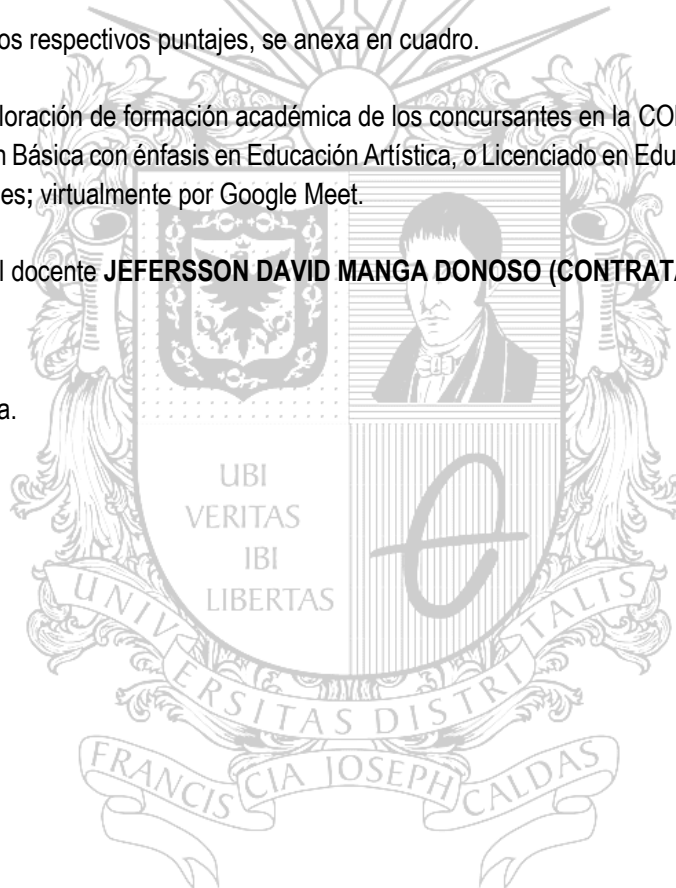 os respectivos puntajes, se anexa en cuadro.
loración de formación académica de los concursantes en la CO
n Básica con énfasis en Educación Artística, o Licenciado en Edu
es; virtualmente por Google Meet.
l docente JEFERSSON DAVID MANGA DONOSO (CONTRATA
a.
UBI
VERITAS
IBI
LIBERTAS
UNIVERSITAS DISTRITALIS
FRANCISCIA JOSEPH CALDAS